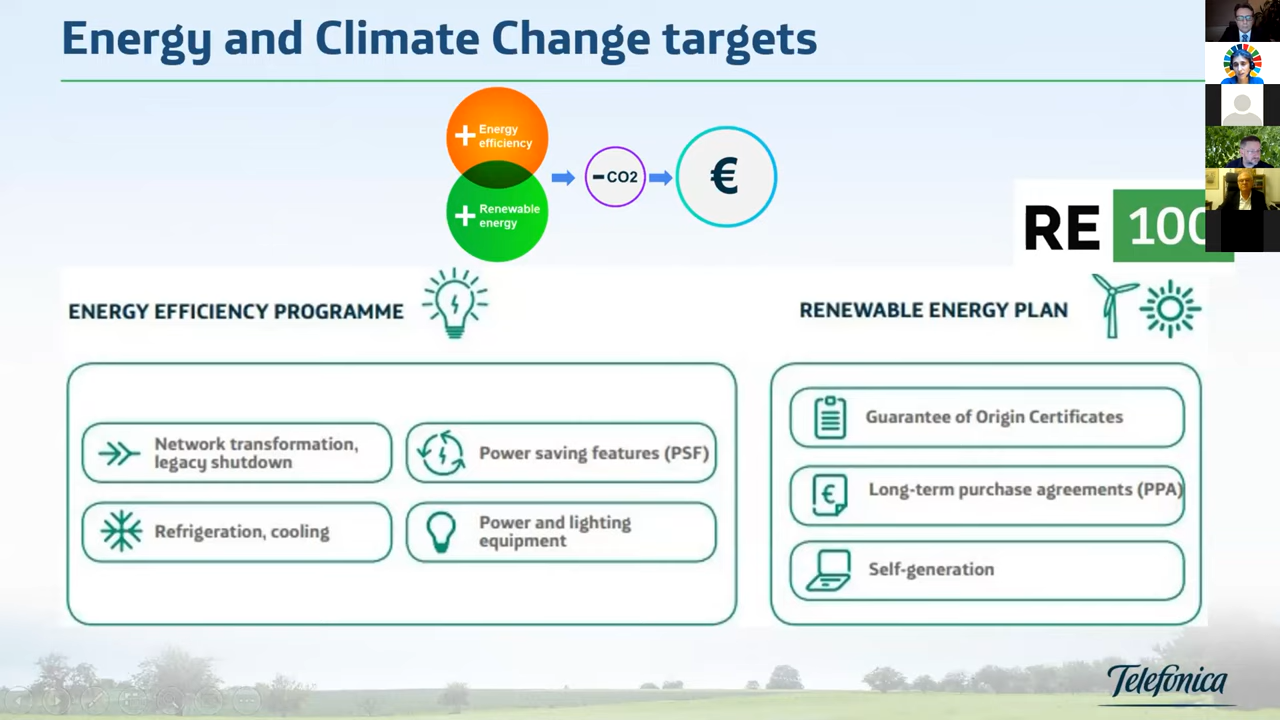 Energy and Climate Change targets
+ Energy
efficiency
+ Renewable
energy
-CO2
€
RE 100
ENERGY EFFICIENCY PROGRAMME
RENEWABLE ENERGY PLAN
Network transformation,
legacy shutdown
Power saving features (PSF)
Refrigeration, cooling
Power and lighting
equipment
Guarantee of Origin Certificates
€
Long-term purchase agreements (PPA)
Self-generation
Telefónica